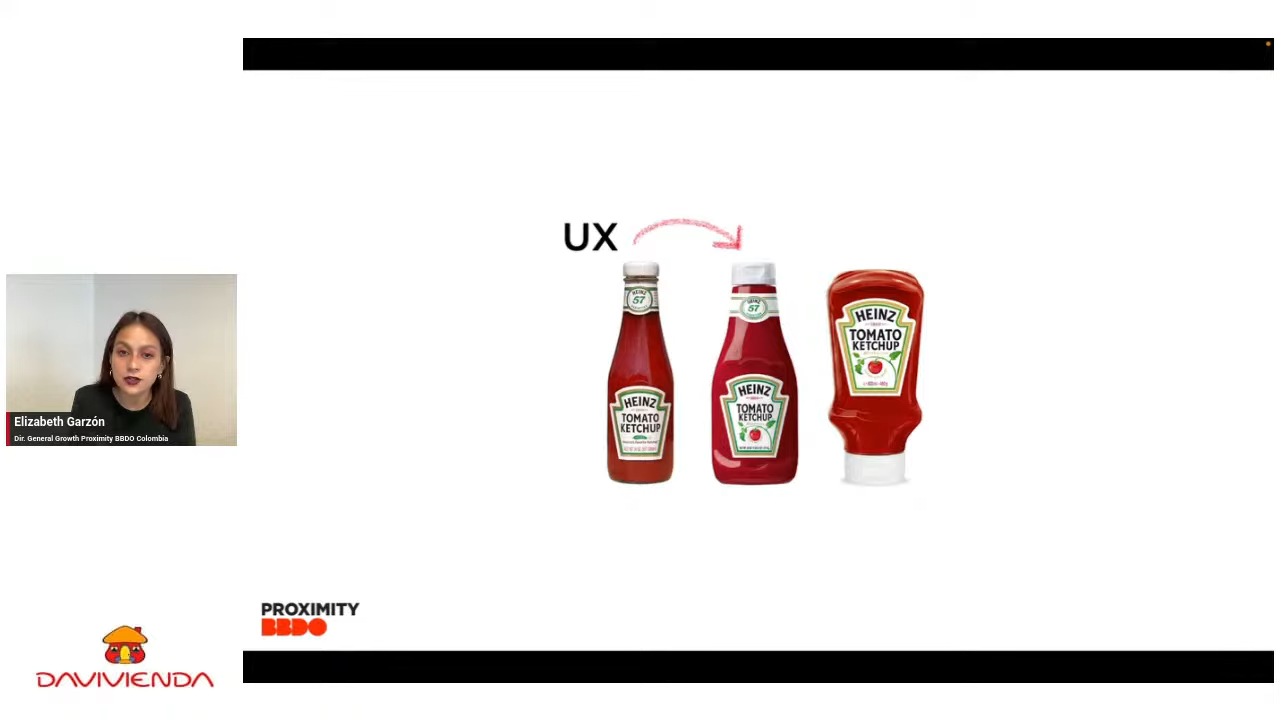 UX
HEINZ
57
HEINZ
TOMATO
KETCHUP
HEINZ
57
HEINZ
TOMATO
KETCHUP
HEINZ
TOMATO
KETCHUP
Elizabeth Garzón
Dir. General Growth Proximity BBDO Colombia
PROXIMITY
BBDO
DAVIVIENDA